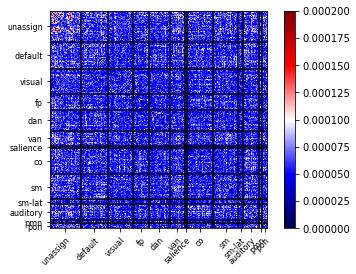 unassign
default
visual
fp
dan
van
salience
co
sm
sm-lat
auditory
pon
unassign
default
visual
fp
dan
van
salience
co
sm
sm-lat
auditory
0.000200
0.000175
0.000150
0.000125
0.000100
0.000075
0.000050
0.000025
0.000000